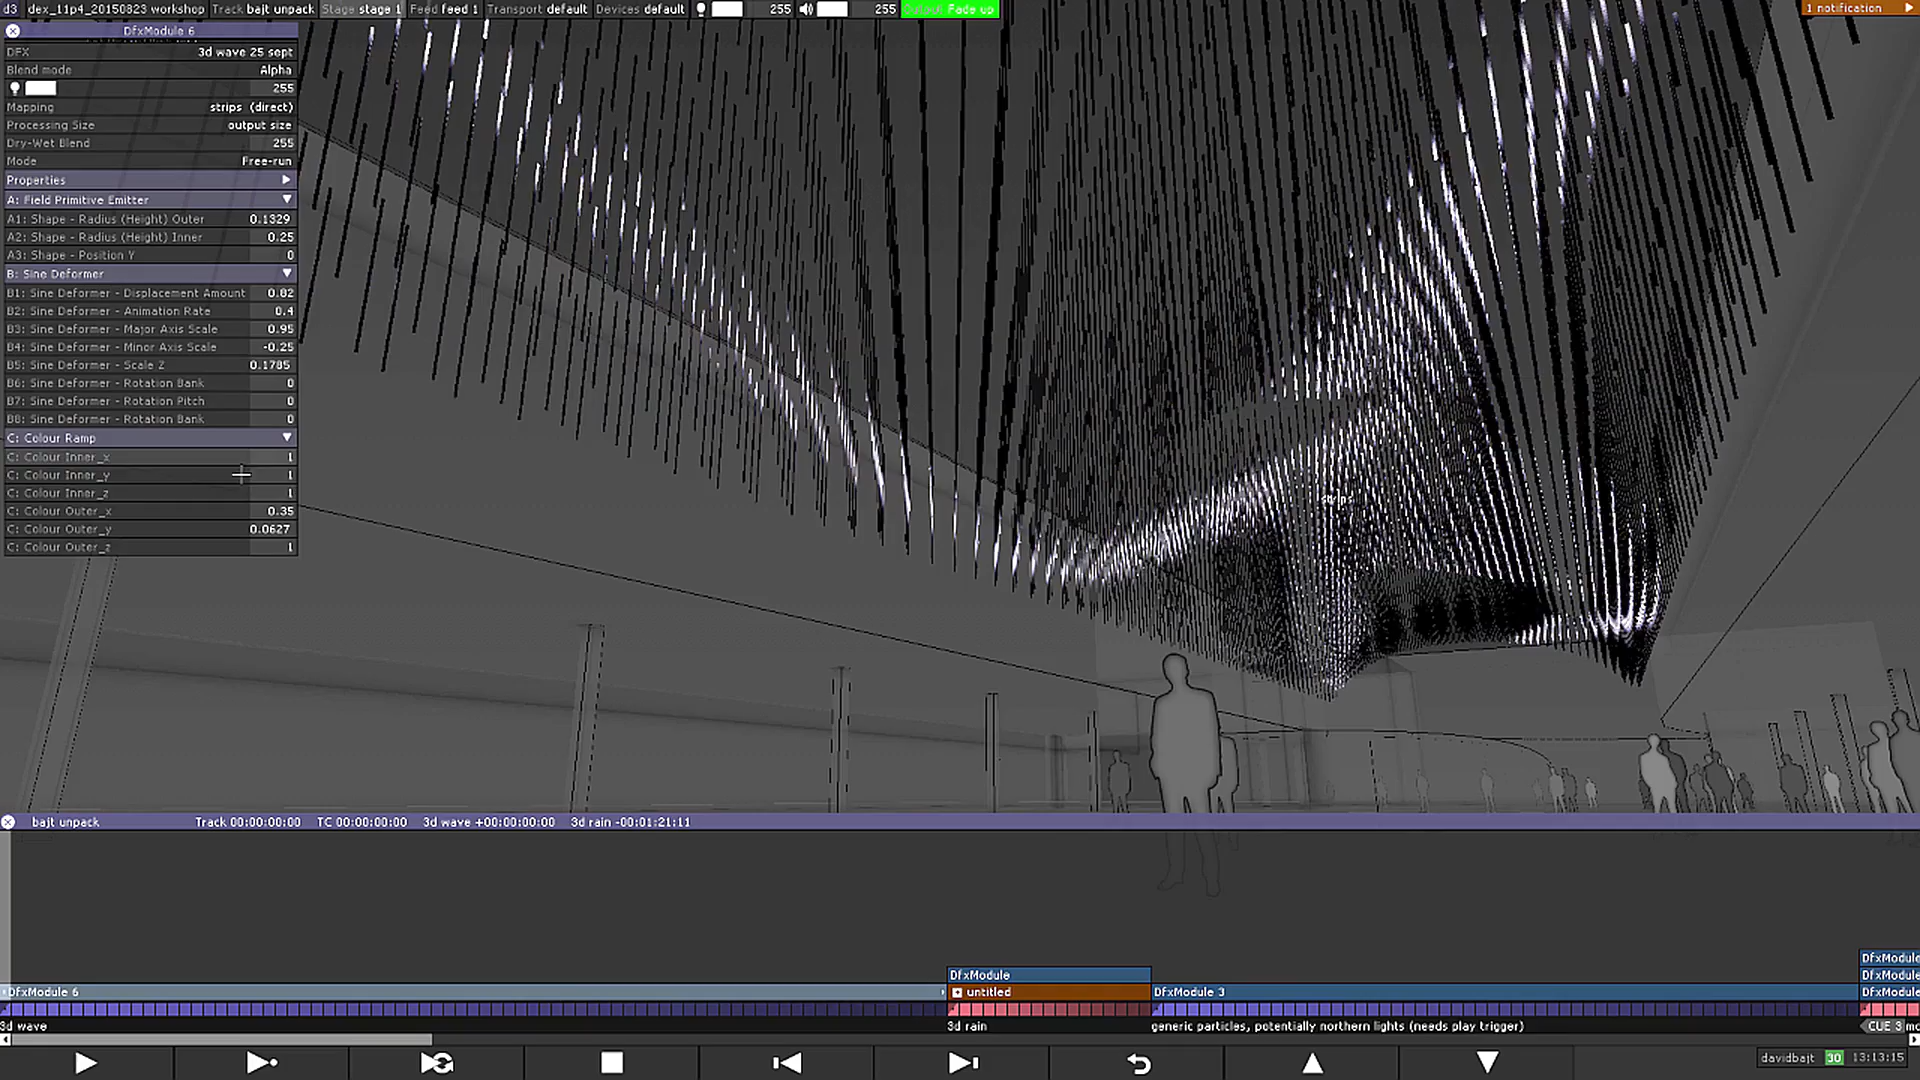 d3 dex_11p4_20150823 workshop Track bajt unpack Stage stage 1 Feed feed 1 Transport default Devices default 255 255 Output Fade up 1 notification
DfxModule 6
DFX 3d wave 25 sept
Blend mode Alpha
255
Mapping strips (direct)
Processing Size output size
Dry-Wet Blend 255
Mode Free-run
Properties
A: Field Primitive Emitter
A1: Shape - Radius (Height) Outer 0.1329
A2: Shape - Radius (Height) Inner 0.25
A3: Shape - Position Y 0
B: Sine Deformer
B1: Sine Deformer - Displacement Amount 0.82
B2: Sine Deformer - Animation Rate 0.4
B3: Sine Deformer - Major Axis Scale 0.95
B4: Sine Deformer - Minor Axis Scale -0.25
B5: Sine Deformer - Scale Z 0.1785
B6: Sine Deformer - Rotation Bank 0
B7: Sine Deformer - Rotation Pitch 0
B8: Sine Deformer - Rotation Bank 0
C: Colour Ramp
C: Colour Inner_x 1
C: Colour Inner_y 1
C: Colour Inner_z 1
C: Colour Outer_x 0.35
C: Colour Outer_y 0.0627
C: Colour Outer_z 1
strips
bajt unpack Track 00:00:00:00 TC 00:00:00:00 3d wave +00:00:00:00 3d rain -00:01:21:11
DfxModule
DfxModule DfxModule
DfxModule 6 untitled DfxModule 3 DfxModule
3d wave 3d rain generic particles, potentially northern lights (needs play trigger) CUE 3
davidbajt 30 13:13:15